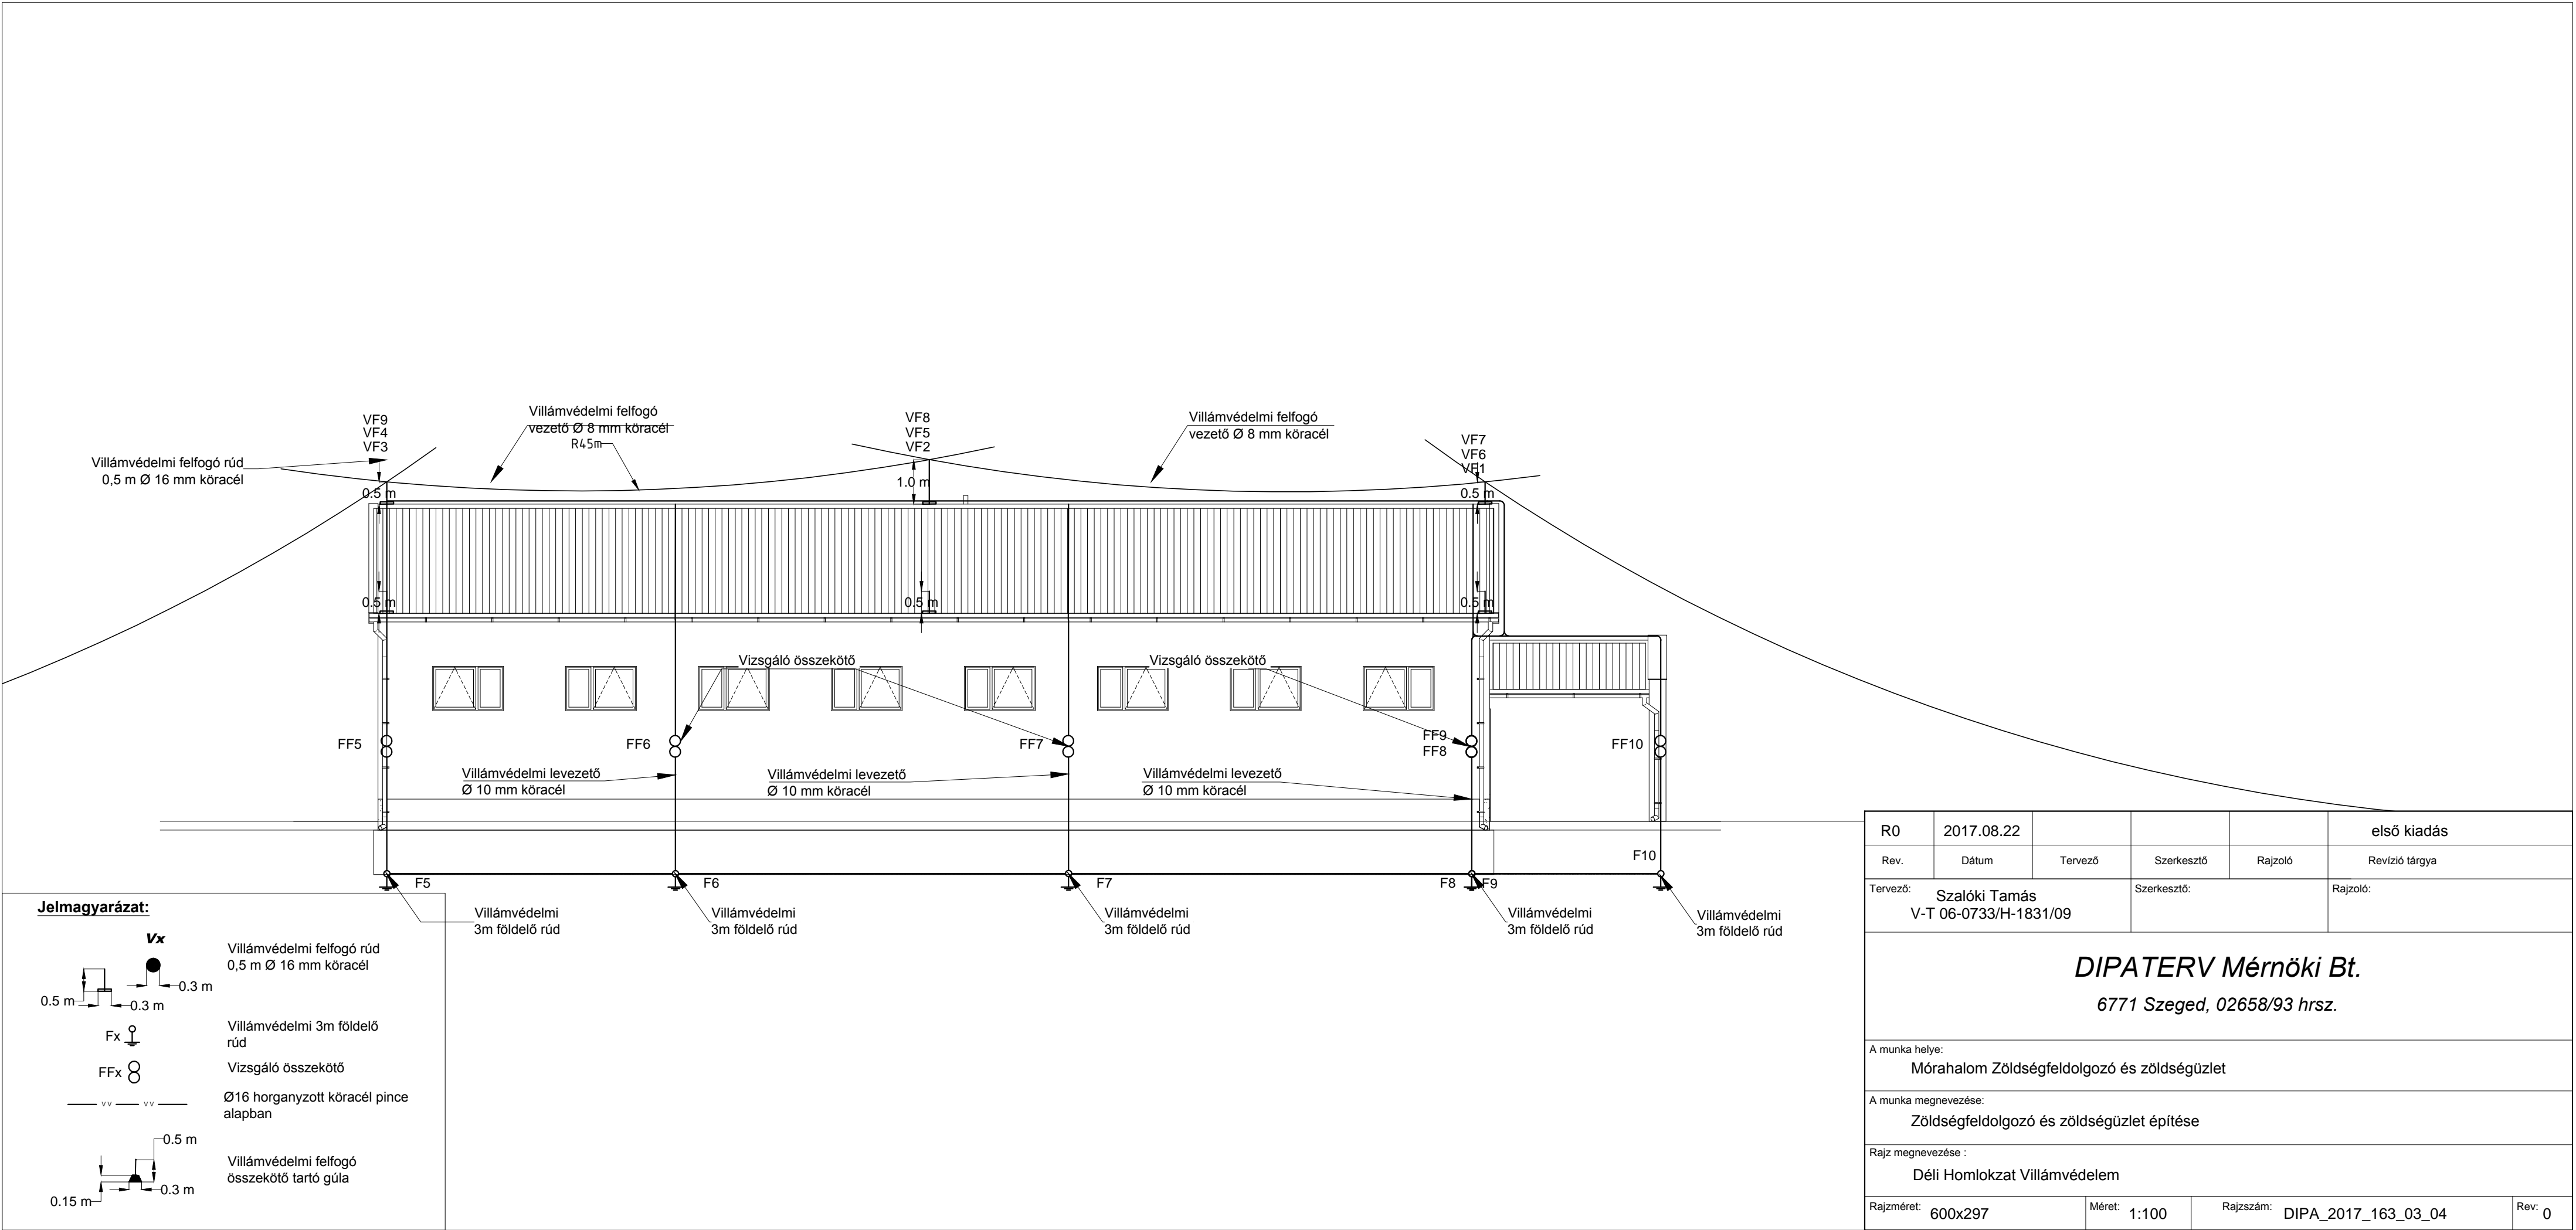 VF9
VF4
VF3
Villámvédelmi felfogó rúd
0,5 m Ø 16 mm köracél
Villámvédelmi felfogó
vezető Ø 8 mm köracél
R45m
VF8
VF5
VF2
1.0 m
Villámvédelmi felfogó
vezető Ø 8 mm köracél
VF7
VF6
VF1
0.5 m
0.5 m
0.5 m
0.5 m
0.5 m
Vizsgáló összekötő
Vizsgáló összekötő
FF5
FF6
FF7
FF9
FF8
FF10
Villámvédelmi levezető
Ø 10 mm köracél
Villámvédelmi levezető
Ø 10 mm köracél
Villámvédelmi levezető
Ø 10 mm köracél
F5
F6
F7
F8
F9
F10
Villámvédelmi
3m földelő rúd
Villámvédelmi
3m földelő rúd
Villámvédelmi
3m földelő rúd
Villámvédelmi
3m földelő rúd
Villámvédelmi
3m földelő rúd
Jelmagyarázat:
Vx
0.5 m
0.3 m
0.3 m
Villámvédelmi felfogó rúd
0,5 m Ø 16 mm köracél
Fx
Villámvédelmi 3m földelő
rúd
FFx
Vizsgáló összekötő
vv vv
Ø16 horganyzott köracél pince
alapban
0.5 m
0.15 m
0.3 m
Villámvédelmi felfogó
összekötő tartó gúla
R0 2017.08.22 első kiadás
Rev. Dátum Tervező Szerkesztő Rajzoló Revízió tárgya
Tervező: Szalóki Tamás
V-T 06-0733/H-1831/09
Szerkesztő:
Rajzoló:
DIPATERV Mérnöki Bt.
6771 Szeged, 02658/93 hrsz.
A munka helye:
Mórahalom Zöldségfeldolgozó és zöldségüzlet
A munka megnevezése:
Zöldségfeldolgozó és zöldségüzlet építése
Rajz megnevezése :
Déli Homlokzat Villámvédelem
Rajzméret: 600x297 Méret: 1:100 Rajzszám: DIPA_2017_163_03_04 Rev: 0